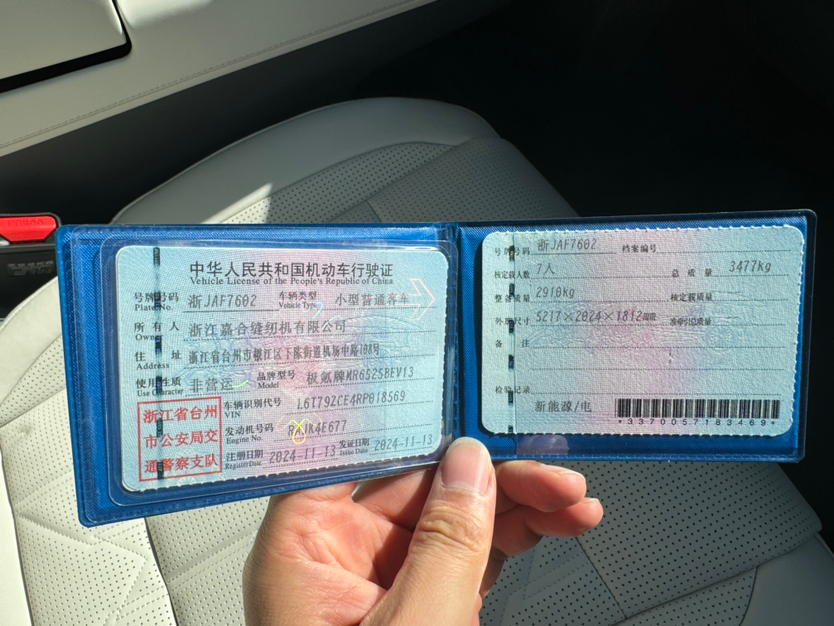 中华人民共和国机动车行驶证
Vehicle License of the People's Republic of China
号牌号码 浙JAF7602 车辆类型 小型普通客车
Plate No. Vehicle Type
所有人 浙江嘉合缝纫机有限公司
Owner
住址 浙江省台州市椒江区下陈街道机场中路198号
Address
使用性质 非营运 品牌型号 极氪牌MR6525BEV13
Use Character Model
浙江省台州
市公安局交
通警察支队
车辆识别代号 L6T79ZCE4RP018569
VIN
发动机号码
Engine No.
注册日期 2024-11-13 发证日期 2024-11-13
Register Date Issue Date
号牌号码 浙JAF7602 档案编号
核定载人数 7人 总质量 3477kg
整备质量 2910kg 核定载质量
外廓尺寸 5217×2024×1812 准牵引总质量
备注
检验记录
新能源/电
*3370057183469*